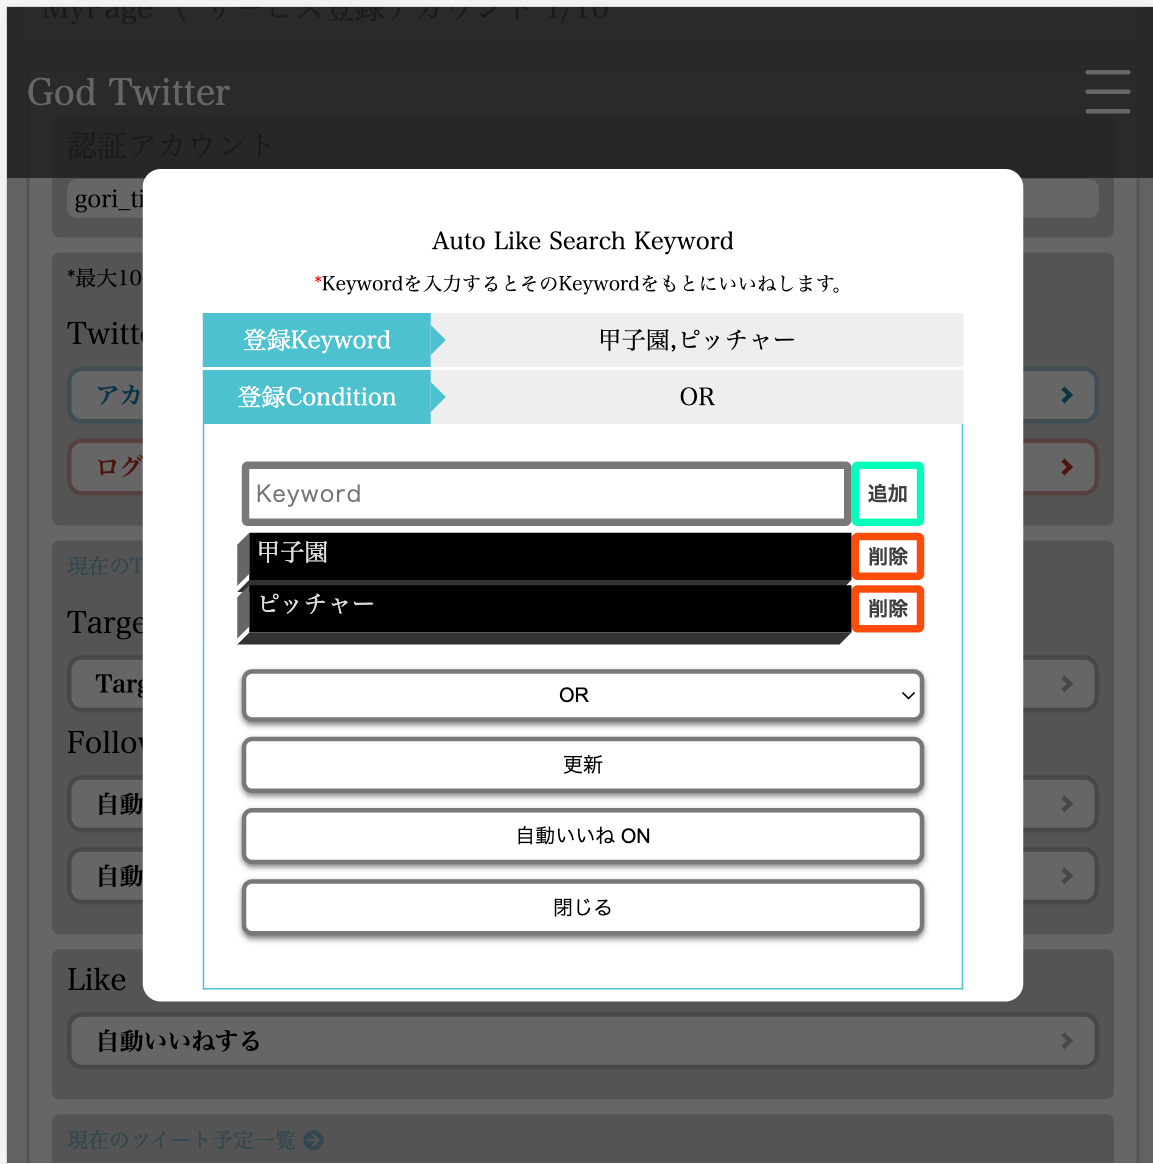 MyPage \ サービス登録アカウント 1/10
God Twitter
認証アカウント
gori_ti
Auto Like Search Keyword
*最大10
*Keywordを入力するとそのKeywordをもとにいいねします。
Twitte
登録Keyword 甲子園,ピッチャー
アカ
登録Condition OR
ログ
Keyword 追加
甲子園 削除
現在のT
ピッチャー 削除
Targe
Targ
OR
Follow
更新
自動
自動いいね ON
自動
閉じる
Like
自動いいねする
現在のツイート予定一覧